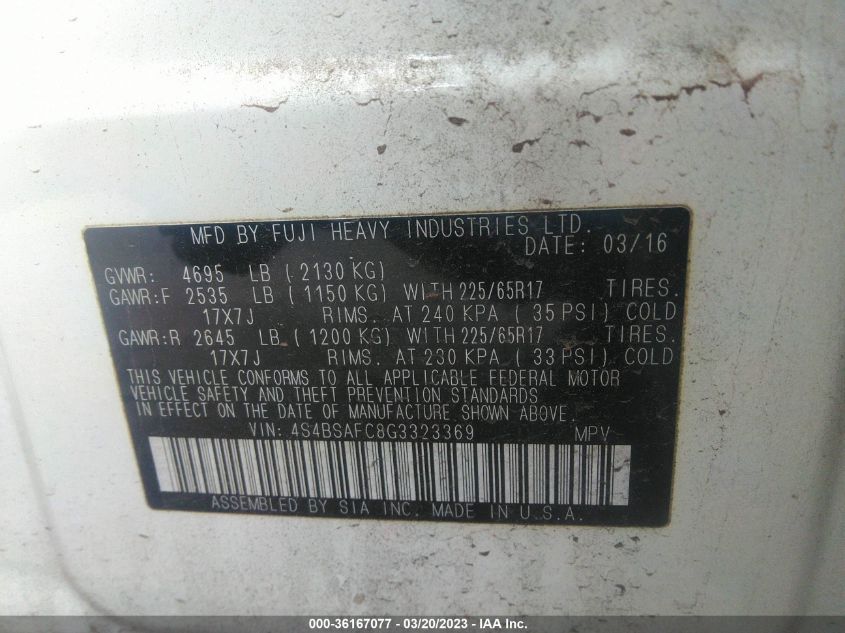 MFD BY FUJI HEAVY INDUSTRIES LTD.
DATE: 03/16
GVWR: 4695 LB (2130 KG)
GAWR:F 2535 LB (1150 KG) WITH 225/65R17 TIRES.
17X7J RIMS. AT 240 KPA (35 PSI) COLD
GAWR:R 2645 LB (1200 KG) WITH 225/65R17 TIRES.
17X7J RIMS. AT 230 KPA (33 PSI) COLD
THIS VEHICLE CONFORMS TO ALL APPLICABLE FEDERAL MOTOR
VEHICLE SAFETY AND THEFT PREVENTION STANDARDS
IN EFFECT ON THE DATE OF MANUFACTURE SHOWN ABOVE.
VIN: 4S4BSAFC8G3323369 MPV
ASSEMBLED BY SIA INC. MADE IN U.S.A.
000-36167077 - 03/20/2023 - IAA Inc.